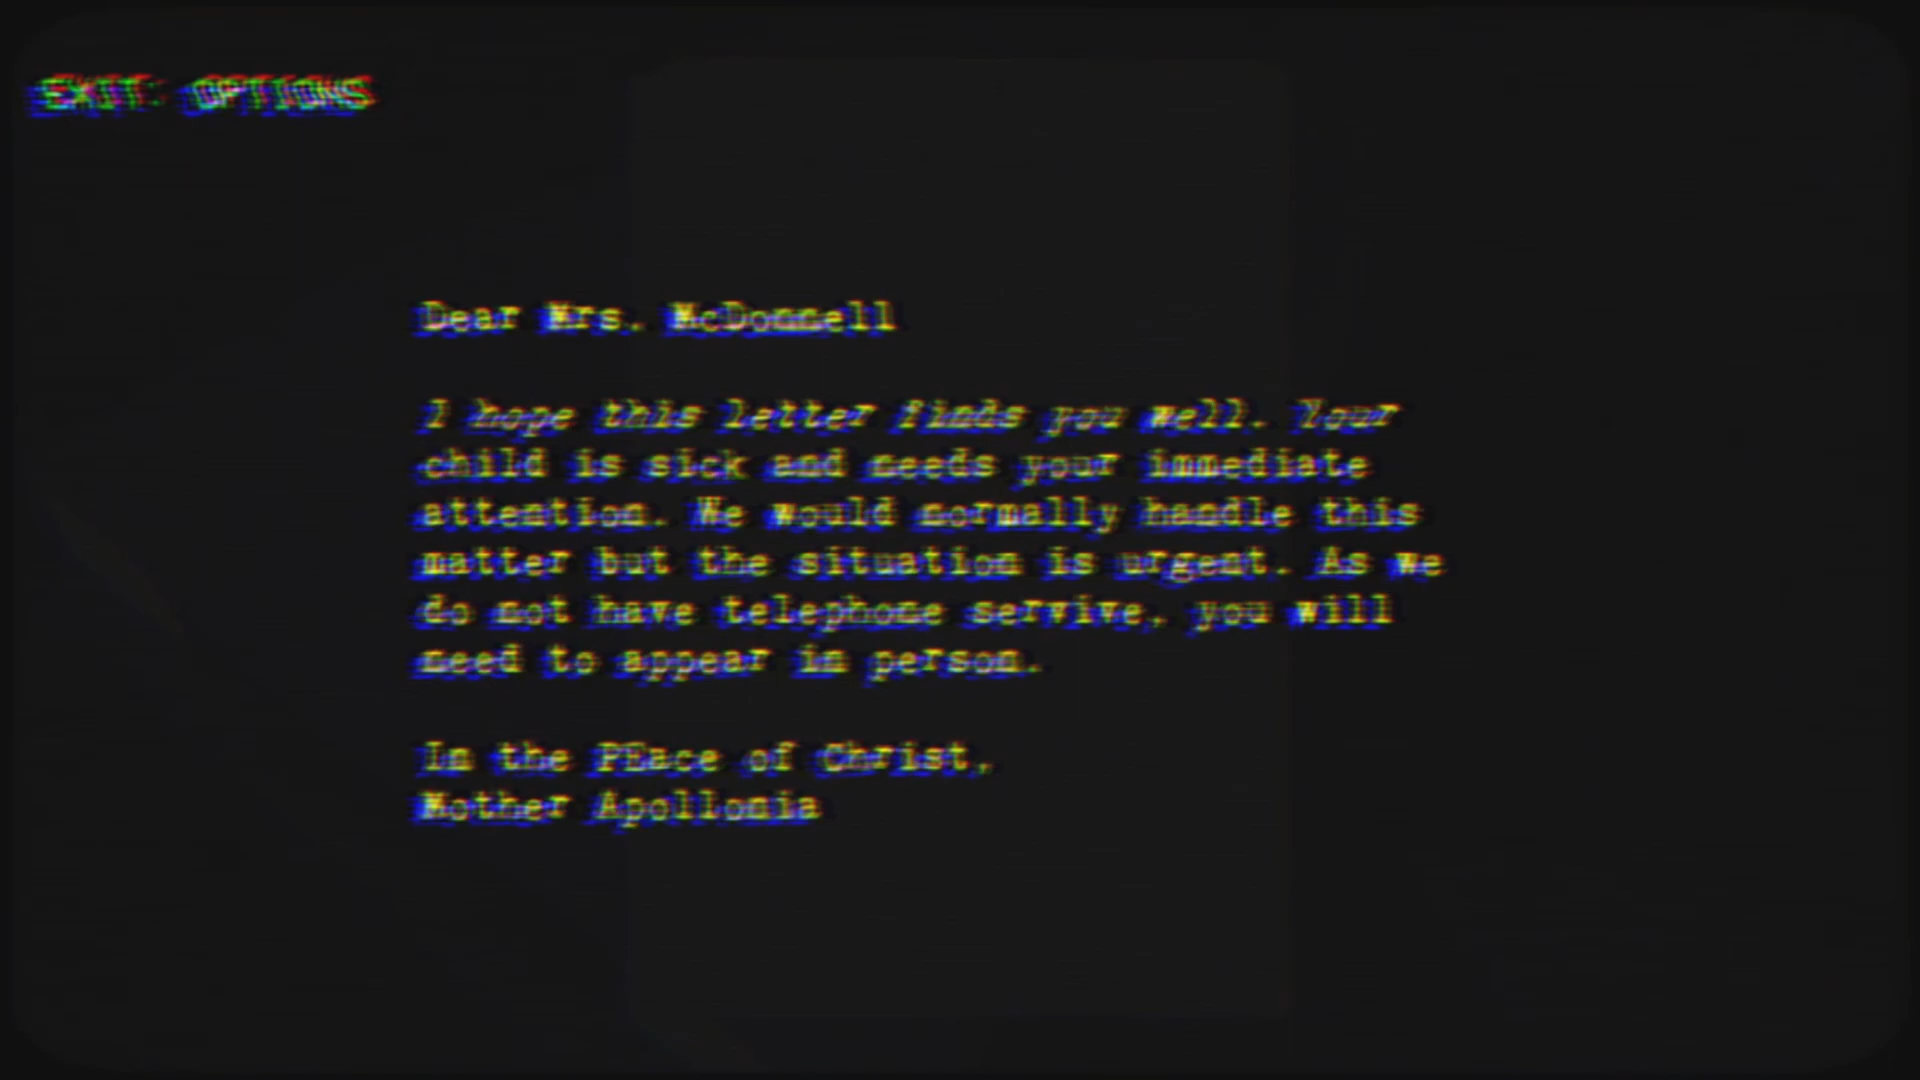 EXIT: OPTIONS
Dear Mrs. McDonnell
I hope this letter finds you well. Your
child is sick and needs your immediate
attention. We would normally handle this
matter but the situation is urgent. As we
do not have telephone servive, you will
need to appear in person.
In the PEace of Christ,
Mother Apollonia